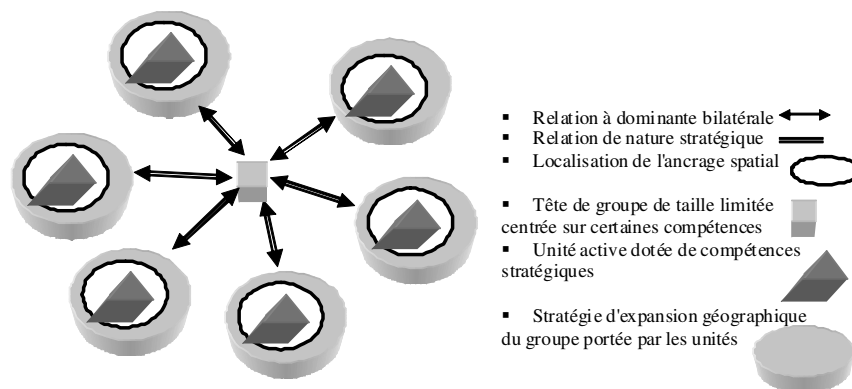 ▪ Relation à dominante bilatérale
▪ Relation de nature stratégique
▪ Localisation de l'ancrage spatial
▪ Tête de groupe de taille limitée
centrée sur certaines compétences
▪ Unité active dotée de compétences
stratégiques
▪ Stratégie d'expansion géographique
du groupe portée par les unités